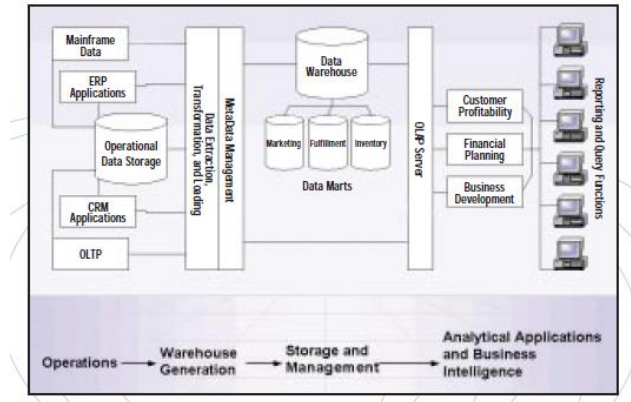 Mainframe
Data
ERP
Applications
Operational
Data Storage
CRM
Applications
OLTP
Data Extraction,
Transformation, and Loading
MetaData Management
Data
Warehouse
Marketing
Fulfillment
Inventory
Data Marts
OLAP Server
Customer
Profitability
Financial
Planning
Business
Development
Reporting and Query Functions
Operations
Warehouse
Generation
Storage and
Management
Analytical Applications
and Business
Intelligence